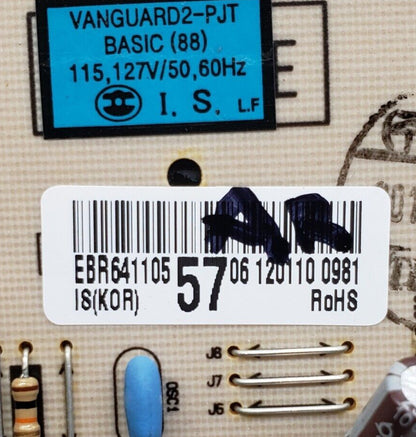 VANGUARD2-PJT
BASIC (88)
115,127V/50,60Hz
I. S. L.F
EBR641105 57 06 120110 0981
IS(KOR) RoHS
J8
J7
J6
OSC1